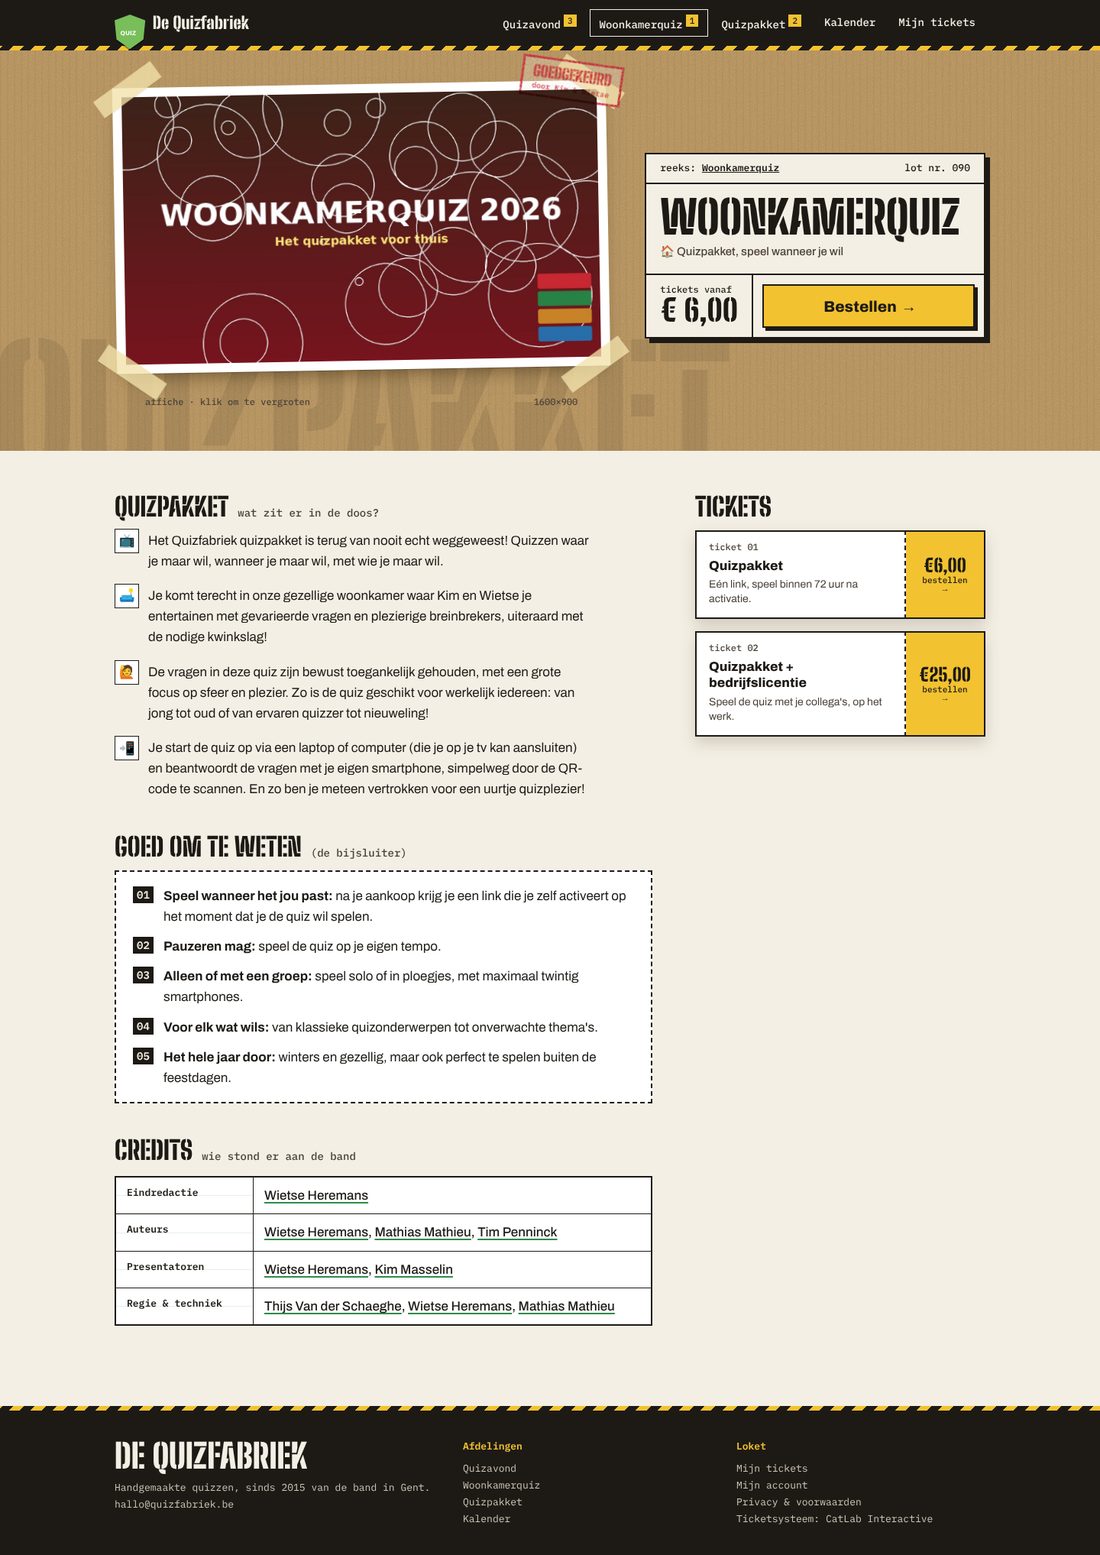 QUIZ De Quizfabriek Quizavond 3 Woonkamerquiz 1 Quizpakket 2 Kalender Mijn tickets
GOEDGEKEURD
door Kim
WOONKAMERQUIZ 2026
Het quizpakket voor thuis
affiche · klik om te vergroten 1600×900
reeks: Woonkamerquiz lot nr. 090
WOONKAMERQUIZ
🏠 Quizpakket, speel wanneer je wil
tickets vanaf
€ 6,00
Bestellen →
QUIZPAKKET
QUIZPAKKET wat zit er in de doos?
Het Quizfabriek quizpakket is terug van nooit echt weggeweest! Quizzen waar
je maar wil, wanneer je maar wil, met wie je maar wil.
Je komt terecht in onze gezellige woonkamer waar Kim en Wietse je
entertainen met gevarieerde vragen en plezierige breinbrekers, uiteraard met
de nodige kwinkslag!
De vragen in deze quiz zijn bewust toegankelijk gehouden, met een grote
focus op sfeer en plezier. Zo is de quiz geschikt voor werkelijk iedereen: van
jong tot oud of van ervaren quizzer tot nieuweling!
Je start de quiz op via een laptop of computer (die je op je tv kan aansluiten)
en beantwoordt de vragen met je eigen smartphone, simpelweg door de QR-
code te scannen. En zo ben je meteen vertrokken voor een uurtje quizplezier!
TICKETS
ticket 01
Quizpakket
Eén link, speel binnen 72 uur na
activatie.
€6,00
bestellen
→
ticket 02
Quizpakket +
bedrijfslicentie
Speel de quiz met je collega's, op het
werk.
€25,00
bestellen
→
GOED OM TE WETEN (de bijsluiter)
01 Speel wanneer het jou past: na je aankoop krijg je een link die je zelf activeert op
het moment dat je de quiz wil spelen.
02 Pauzeren mag: speel de quiz op je eigen tempo.
03 Alleen of met een groep: speel solo of in ploegjes, met maximaal twintig
smartphones.
04 Voor elk wat wils: van klassieke quizonderwerpen tot onverwachte thema's.
05 Het hele jaar door: winters en gezellig, maar ook perfect te spelen buiten de
feestdagen.
CREDITS wie stond er aan de band
Eindredactie Wietse Heremans
Auteurs Wietse Heremans, Mathias Mathieu, Tim Penninck
Presentatoren Wietse Heremans, Kim Masselin
Regie & techniek Thijs Van der Schaeghe, Wietse Heremans, Mathias Mathieu
DE QUIZFABRIEK
Handgemaakte quizzen, sinds 2015 van de band in Gent.
hallo@quizfabriek.be
Afdelingen
Quizavond
Woonkamerquiz
Quizpakket
Kalender
Loket
Mijn tickets
Mijn account
Privacy & voorwaarden
Ticketsysteem: CatLab Interactive